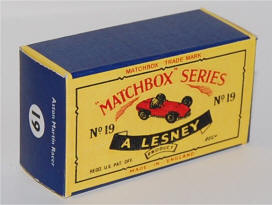 MATCHBOX TRADE MARK
"MATCHBOX" SERIES
Nº 19
Nº 19
A LESNEY
PRODUCT
REGD. U.S. PAT. OFF.
MADE IN ENGLAND
19
Aston Martin Racer